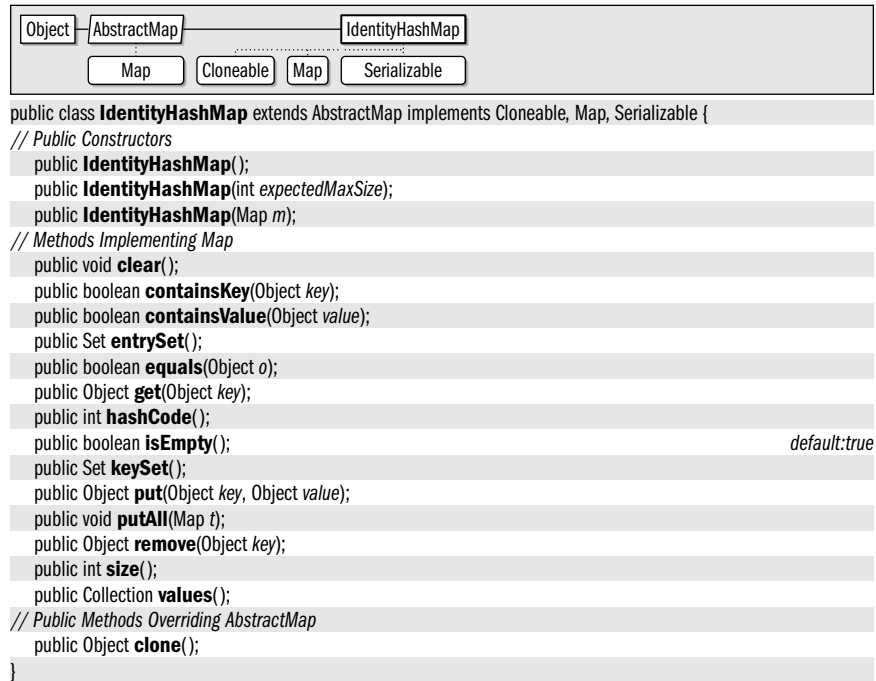 Object AbstractMap IdentityHashMap
Map Cloneable Map Serializable
public class IdentityHashMap extends AbstractMap implements Cloneable, Map, Serializable {
// Public Constructors
public IdentityHashMap();
public IdentityHashMap(int expectedMaxSize);
public IdentityHashMap(Map m);
// Methods Implementing Map
public void clear();
public boolean containsKey(Object key);
public boolean containsValue(Object value);
public Set entrySet();
public boolean equals(Object o);
public Object get(Object key);
public int hashCode();
public boolean isEmpty(); default:true
public Set keySet();
public Object put(Object key, Object value);
public void putAll(Map t);
public Object remove(Object key);
public int size();
public Collection values();
// Public Methods Overriding AbstractMap
public Object clone();
}